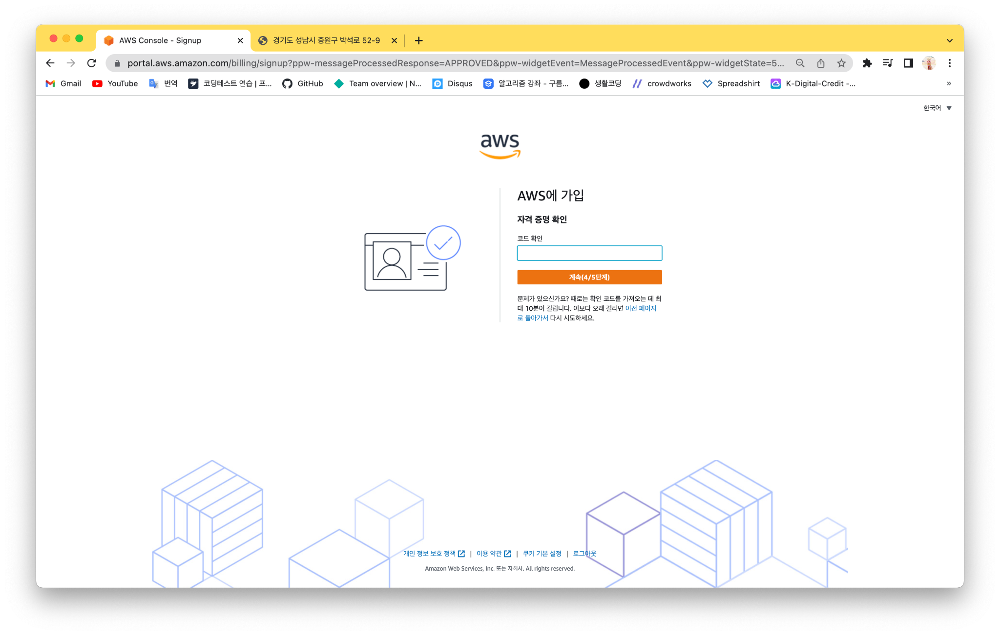 AWS Console - Signup
경기도 성남시 중원구 박석로 52-9
portal.aws.amazon.com/billing/signup?ppw-messageProcessedResponse=APPROVED&ppw-widgetEvent=MessageProcessedEvent&ppw-widgetState=5...
Gmail YouTube 번역 코딩테스트 연습 | 프... GitHub Team overview | N... Disqus 알고리즘 강좌 - 구름... 생활코딩 crowdworks Spreadshirt K-Digital-Credit -... »
한국어
aws
AWS에 가입
자격 증명 확인
코드 확인
계속(4/5단계)
문제가 있으신가요? 때로는 확인 코드를 가져오는 데 최
대 10분이 걸립니다. 이보다 오래 걸리면 이전 페이지
로 돌아가서 다시 시도하세요.
개인 정보 보호 정책 | 이용 약관 | 쿠키 기본 설정 | 로그아웃
Amazon Web Services, Inc. 또는 자회사. All rights reserved.